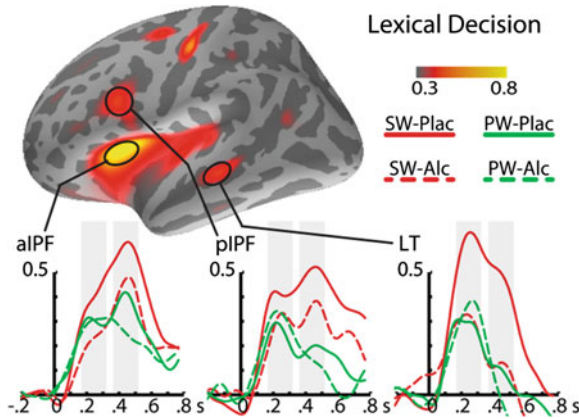 Lexical Decision
0.3 0.8
SW-Plac PW-Plac
SW-Alc PW-Alc
aIPF pIPF LT
0.5 0.5 0.5
-.2 0 .2 .4 .6 .8 s 0 .2 .4 .6 .8 s 0 .2 .4 .6 .8